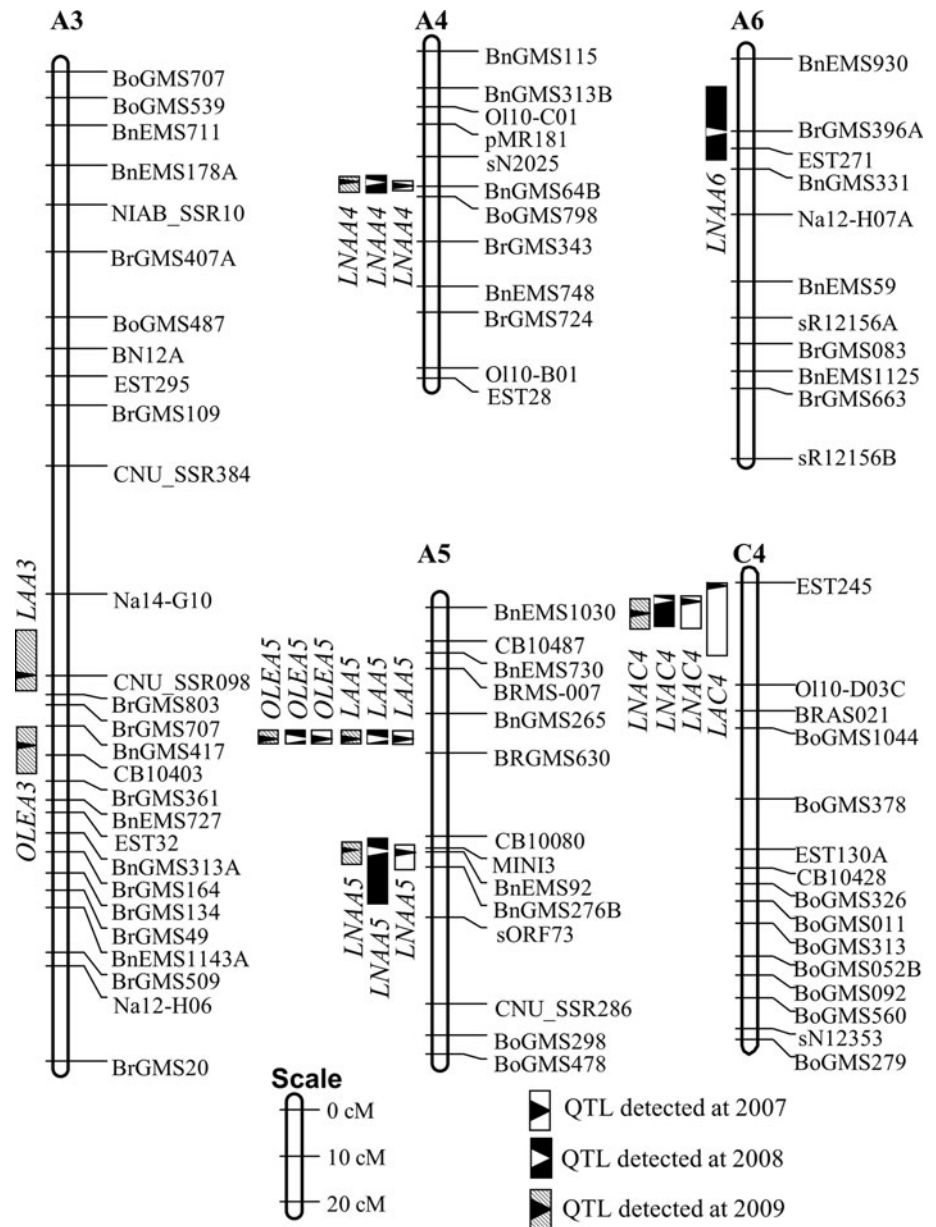 A3
BoGMS707
BoGMS539
BnEMS711
BnEMS178A
NIAB_SSR10
BrGMS407A
BoGMS487
BN12A
EST295
BrGMS109
CNU_SSR384
Na14-G10
CNU_SSR098
BrGMS803
BrGMS707
BnGMS417
CB10403
BrGMS361
BnEMS727
EST32
BnGMS313A
BrGMS164
BrGMS134
BrGMS49
BnEMS1143A
BrGMS509
Na12-H06
BrGMS20
LAA3
OLEA3
A4
BnGMS115
BnGMS313B
Ol10-C01
pMR181
sN2025
BnGMS64B
BoGMS798
BrGMS343
BnEMS748
BrGMS724
Ol10-B01
EST28
LNAA4
LNAA4
LNAA4
A6
BnEMS930
BrGMS396A
EST271
BnGMS331
Na12-H07A
BnEMS59
sR12156A
BrGMS083
BnEMS1125
BrGMS663
sR12156B
LNAA6
A5
BnEMS1030
CB10487
BnEMS730
BRMS-007
BnGMS265
BRGMS630
CB10080
MINI3
BnEMS92
BnGMS276B
sORF73
CNU_SSR286
BoGMS298
BoGMS478
OLEA5
OLEA5
OLEA5
LAA5
LAA5
LAA5
LNAA5
LNAA5
LNAA5
C4
EST245
Ol10-D03C
BRAS021
BoGMS1044
BoGMS378
EST130A
CB10428
BoGMS326
BoGMS011
BoGMS313
BoGMS052B
BoGMS092
BoGMS560
sN12353
BoGMS279
LNAC4
LNAC4
LNAC4
LAC4
Scale
0 cM
10 cM
20 cM
QTL detected at 2007
QTL detected at 2008
QTL detected at 2009